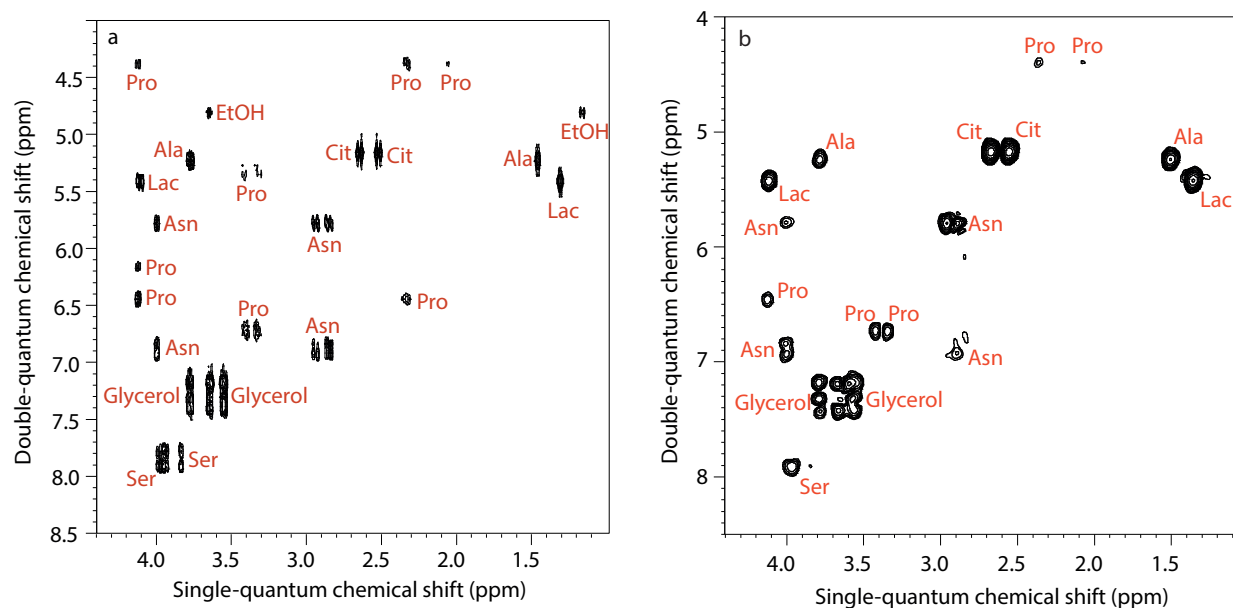 a
Double-quantum chemical shift (ppm)
4.5
5.0
5.5
6.0
6.5
7.0
7.5
8.0
8.5
Pro
Pro
Pro
EtOH
EtOH
Ala
Cit
Cit
Ala
Pro
Lac
Lac
Asn
Asn
Pro
Pro
Pro
Pro
Asn
Asn
Glycerol
Glycerol
Ser
Ser
4.0
3.5
3.0
2.5
2.0
1.5
Single-quantum chemical shift (ppm)
b
Double-quantum chemical shift (ppm)
4
5
6
7
8
Pro
Pro
Cit
Cit
Ala
Ala
Lac
Lac
Asn
Asn
Pro
Pro
Pro
Asn
Asn
Glycerol
Glycerol
Ser
4.0
3.5
3.0
2.5
2.0
1.5
Single-quantum chemical shift (ppm)